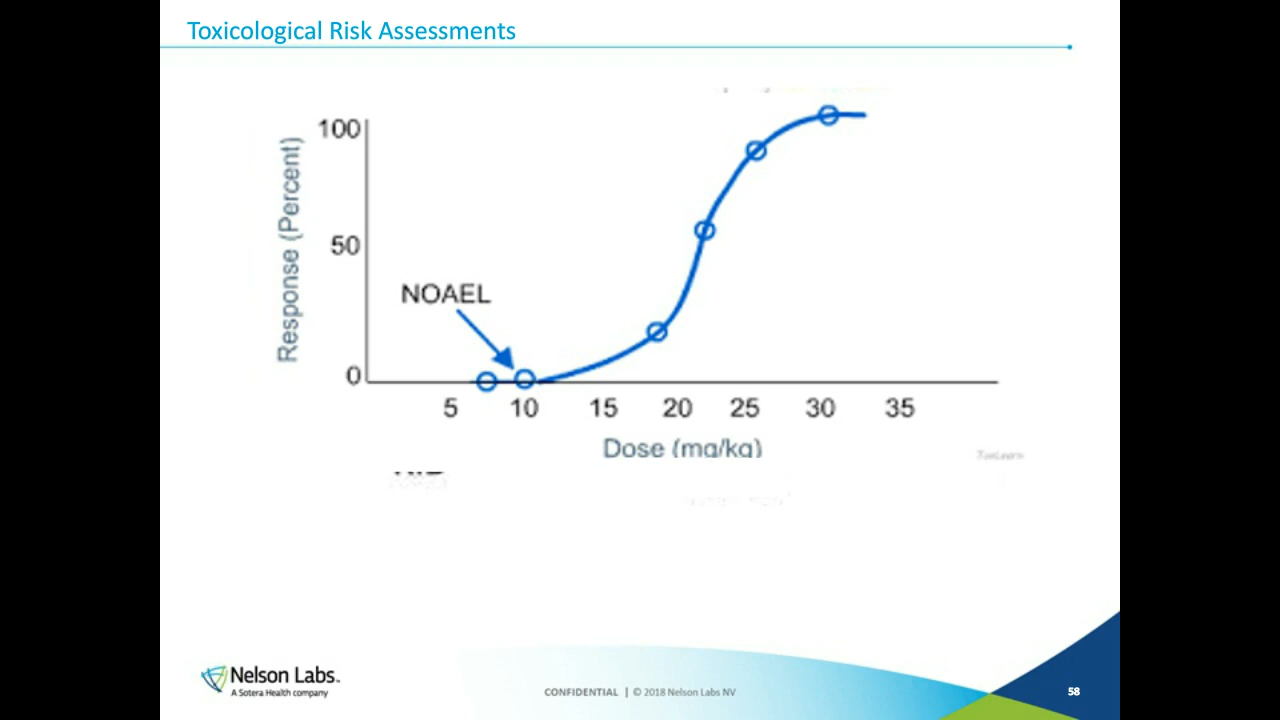 Toxicological Risk Assessments
Response (Percent)
100
50
0
NOAEL
5 10 15 20 25 30 35
Dose (mg/kg)
Nelson Labs™
A Sotera Health company
CONFIDENTIAL | © 2018 Nelson Labs NV
58